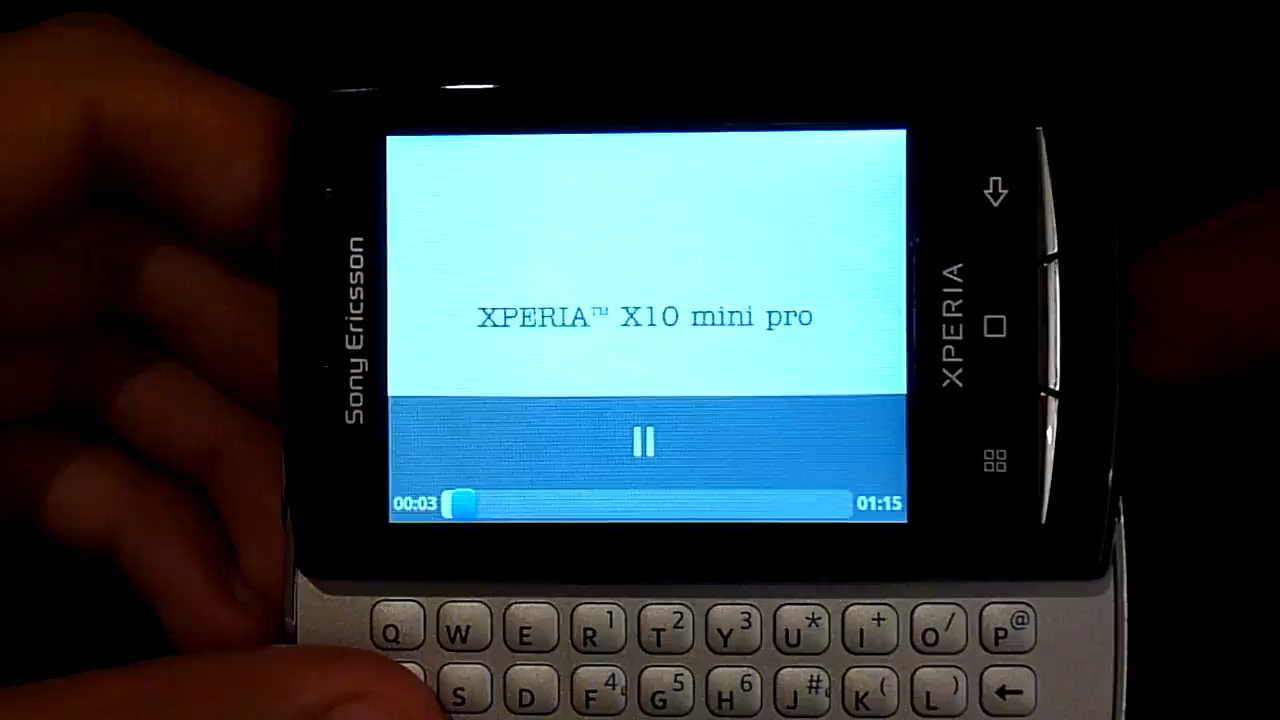 Sony Ericsson
XPERIA™ X10 mini pro
00:03
01:15
XPERIA
Q W E R 1 T 2 Y 3 U * I + O / P @
S D F 4 G 5 H 6 J # K ( L )